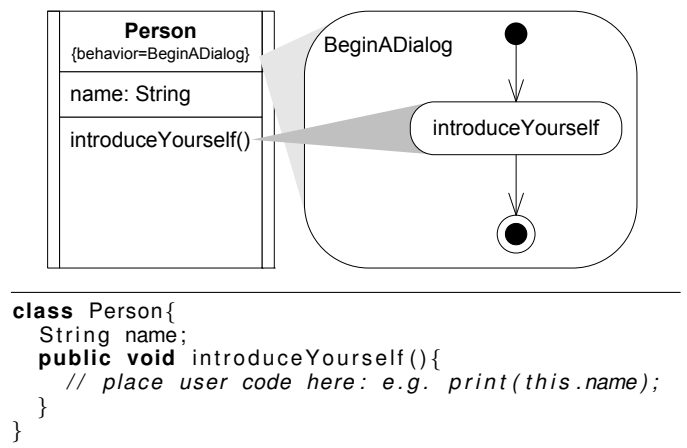 Person
{behavior=BeginADialog}
name: String
introduceYourself()
BeginADialog
introduceYourself
class Person{
  String name;
  public void introduceYourself(){
    // place user code here: e.g. print(this.name);
  }
}